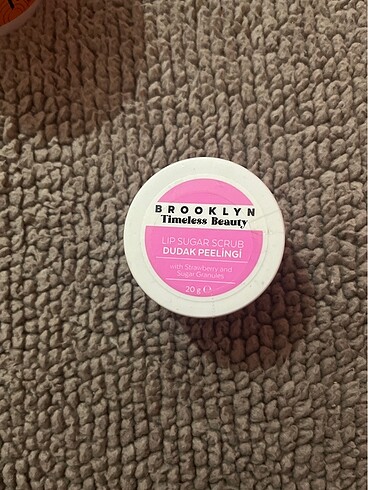 BROOKLYN
Timeless Beauty
LIP SUGAR SCRUB
DUDAK PEELİNGİ
with Strawberry and
Sugar Granules
20 g ℮